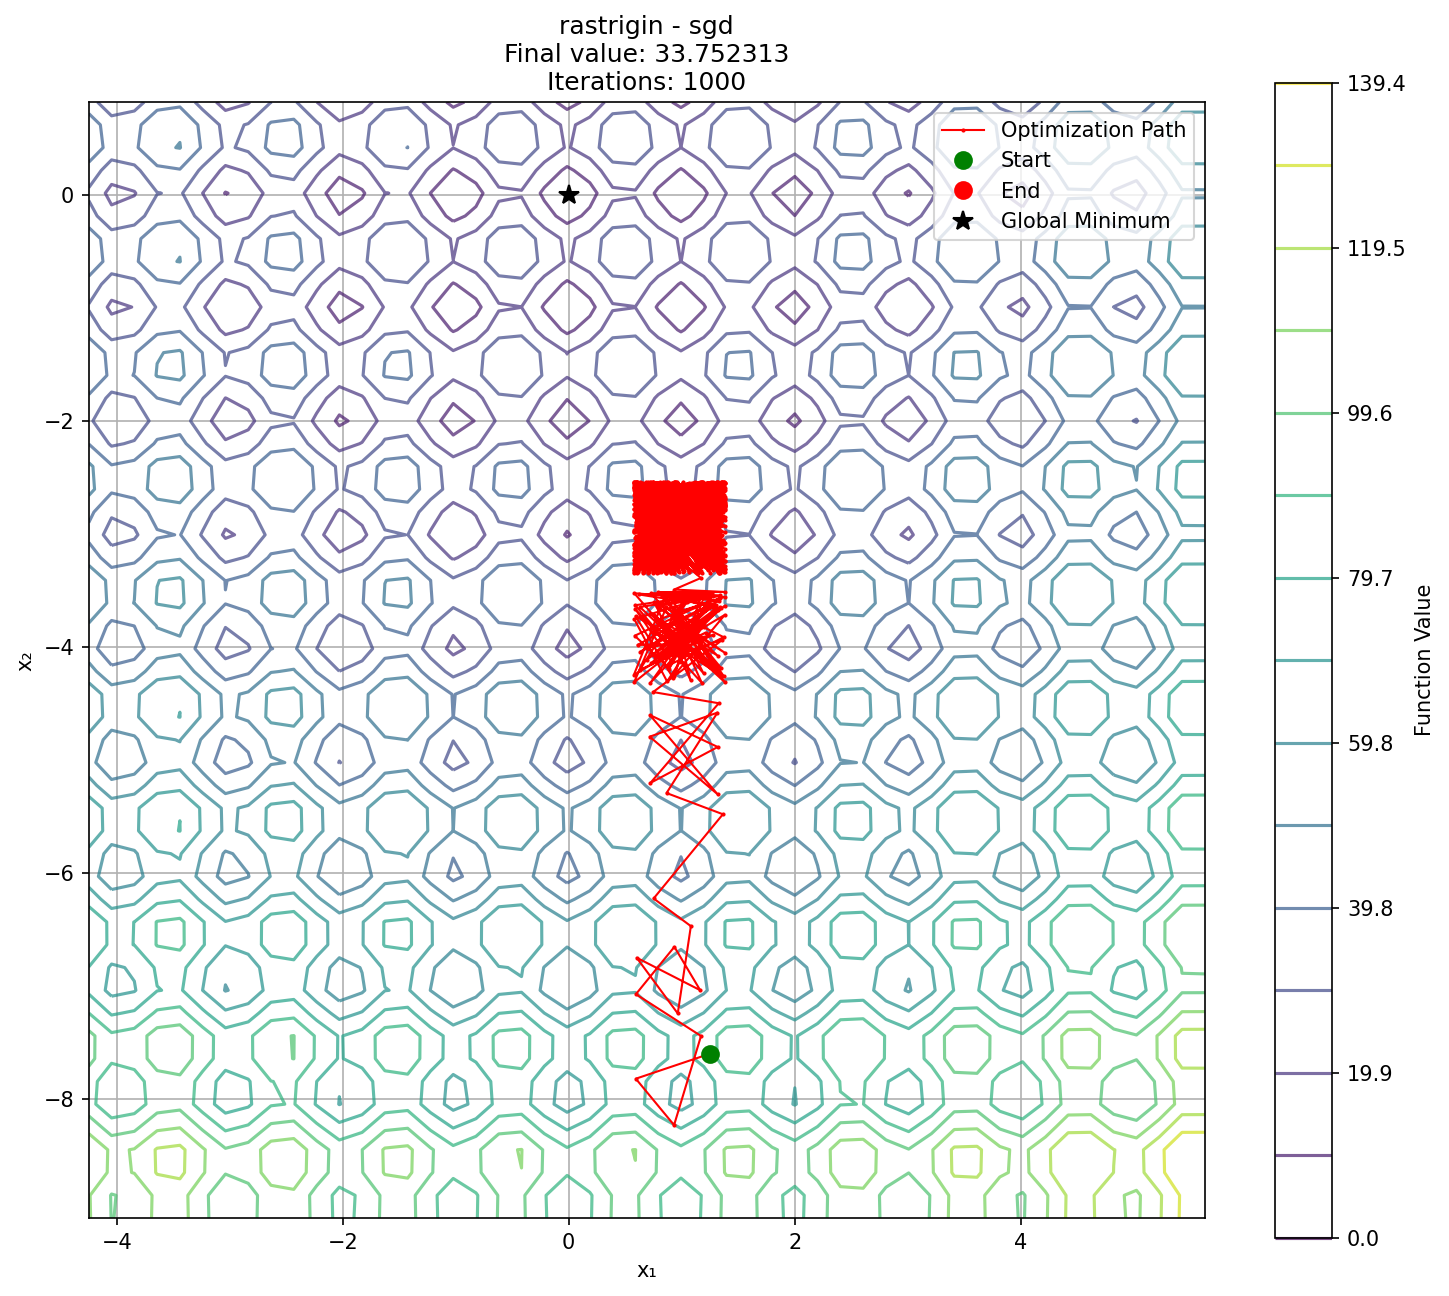 rastrigin - sgd
Final value: 33.752313
Iterations: 1000
Optimization Path
Start
End
Global Minimum
0
−2
−4
−6
−8
x₂
−4
−2
0
2
4
x₁
139.4
119.5
99.6
79.7
59.8
39.8
19.9
0.0
Function Value